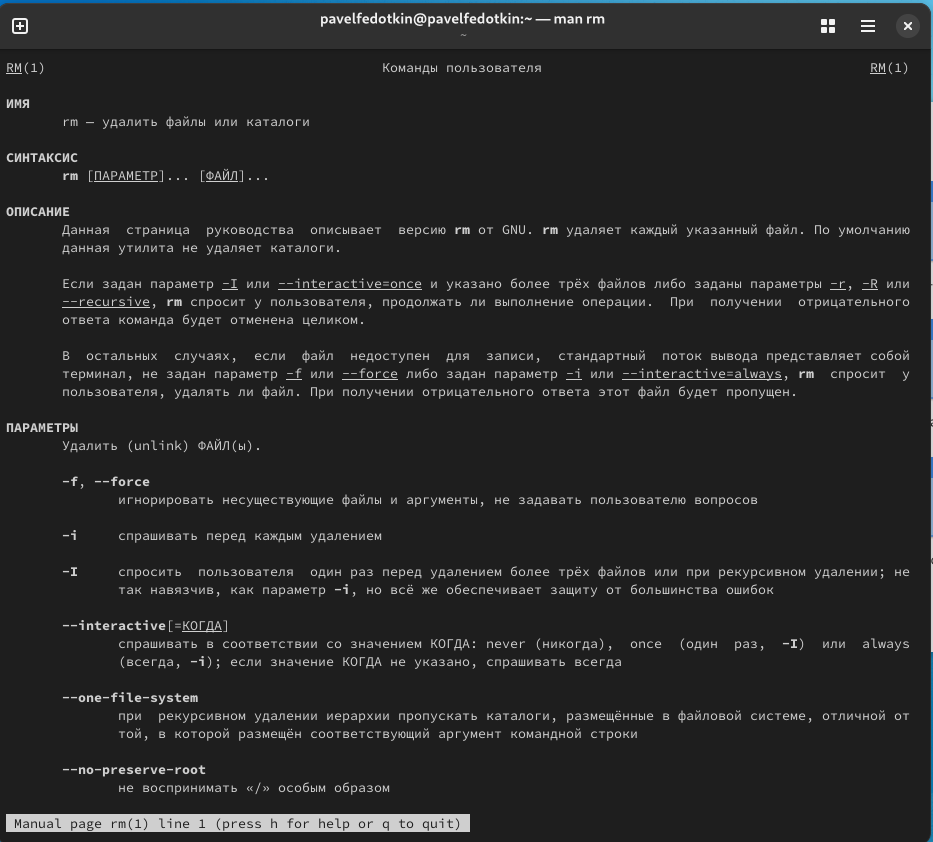 pavelfedotkin@pavelfedotkin:~ — man rm
~
RM(1) Команды пользователя RM(1)
ИМЯ
rm — удалить файлы или каталоги
СИНТАКСИС
rm [ПАРАМЕТР]... [ФАЙЛ]...
ОПИСАНИЕ
Данная страница руководства описывает версию rm от GNU. rm удаляет каждый указанный файл. По умолчанию
данная утилита не удаляет каталоги.
Если задан параметр -I или --interactive=once и указано более трёх файлов либо заданы параметры -r, -R или
--recursive, rm спросит у пользователя, продолжать ли выполнение операции. При получении отрицательного
ответа команда будет отменена целиком.
В остальных случаях, если файл недоступен для записи, стандартный поток вывода представляет собой
терминал, не задан параметр -f или --force либо задан параметр -i или --interactive=always, rm спросит у
пользователя, удалять ли файл. При получении отрицательного ответа этот файл будет пропущен.
ПАРАМЕТРЫ
Удалить (unlink) ФАЙЛ(ы).
-f, --force
игнорировать несуществующие файлы и аргументы, не задавать пользователю вопросов
-i спрашивать перед каждым удалением
-I спросить пользователя один раз перед удалением более трёх файлов или при рекурсивном удалении; не
так навязчив, как параметр -i, но всё же обеспечивает защиту от большинства ошибок
--interactive[=КОГДА]
спрашивать в соответствии со значением КОГДА: never (никогда), once (один раз, -I) или always
(всегда, -i); если значение КОГДА не указано, спрашивать всегда
--one-file-system
при рекурсивном удалении иерархии пропускать каталоги, размещённые в файловой системе, отличной от
той, в которой размещён соответствующий аргумент командной строки
--no-preserve-root
не воспринимать «/» особым образом
Manual page rm(1) line 1 (press h for help or q to quit)